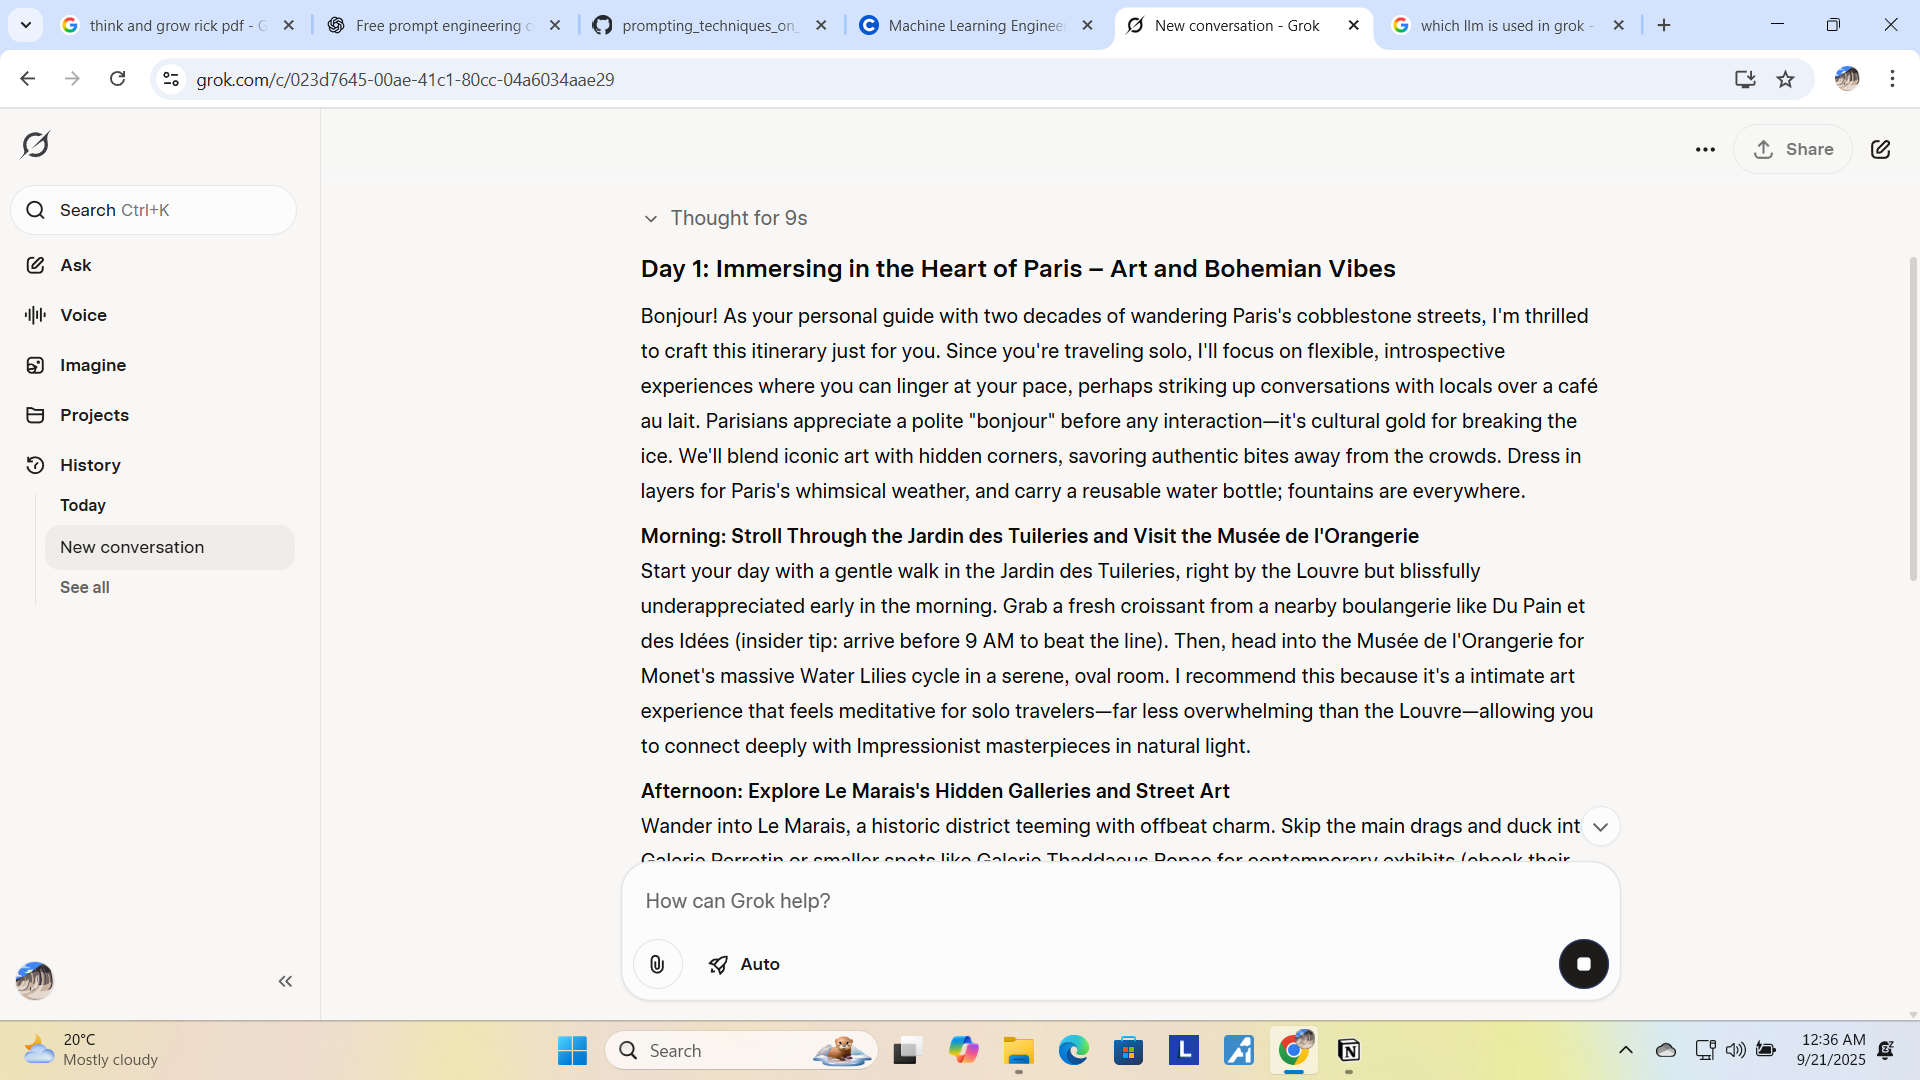 think and grow rick pdf - G
Free prompt engineering c
prompting_techniques_on_
Machine Learning Engineer
New conversation - Grok
which llm is used in grok -
grok.com/c/023d7645-00ae-41c1-80cc-04a6034aae29
Share
Search Ctrl+K
Ask
Voice
Imagine
Projects
History
Today
New conversation
See all
Thought for 9s
Day 1: Immersing in the Heart of Paris – Art and Bohemian Vibes
Bonjour! As your personal guide with two decades of wandering Paris's cobblestone streets, I'm thrilled
to craft this itinerary just for you. Since you're traveling solo, I'll focus on flexible, introspective
experiences where you can linger at your pace, perhaps striking up conversations with locals over a café
au lait. Parisians appreciate a polite "bonjour" before any interaction—it's cultural gold for breaking the
ice. We'll blend iconic art with hidden corners, savoring authentic bites away from the crowds. Dress in
layers for Paris's whimsical weather, and carry a reusable water bottle; fountains are everywhere.
Morning: Stroll Through the Jardin des Tuileries and Visit the Musée de l'Orangerie
Start your day with a gentle walk in the Jardin des Tuileries, right by the Louvre but blissfully
underappreciated early in the morning. Grab a fresh croissant from a nearby boulangerie like Du Pain et
des Idées (insider tip: arrive before 9 AM to beat the line). Then, head into the Musée de l'Orangerie for
Monet's massive Water Lilies cycle in a serene, oval room. I recommend this because it's a intimate art
experience that feels meditative for solo travelers—far less overwhelming than the Louvre—allowing you
to connect deeply with Impressionist masterpieces in natural light.
Afternoon: Explore Le Marais's Hidden Galleries and Street Art
Wander into Le Marais, a historic district teeming with offbeat charm. Skip the main drags and duck int
Galerie Perrotin or smaller spots like Galerie Thaddaeus Ropac for contemporary exhibits (check their
How can Grok help?
Auto
20°C
Mostly cloudy
Search
L
12:36 AM
9/21/2025